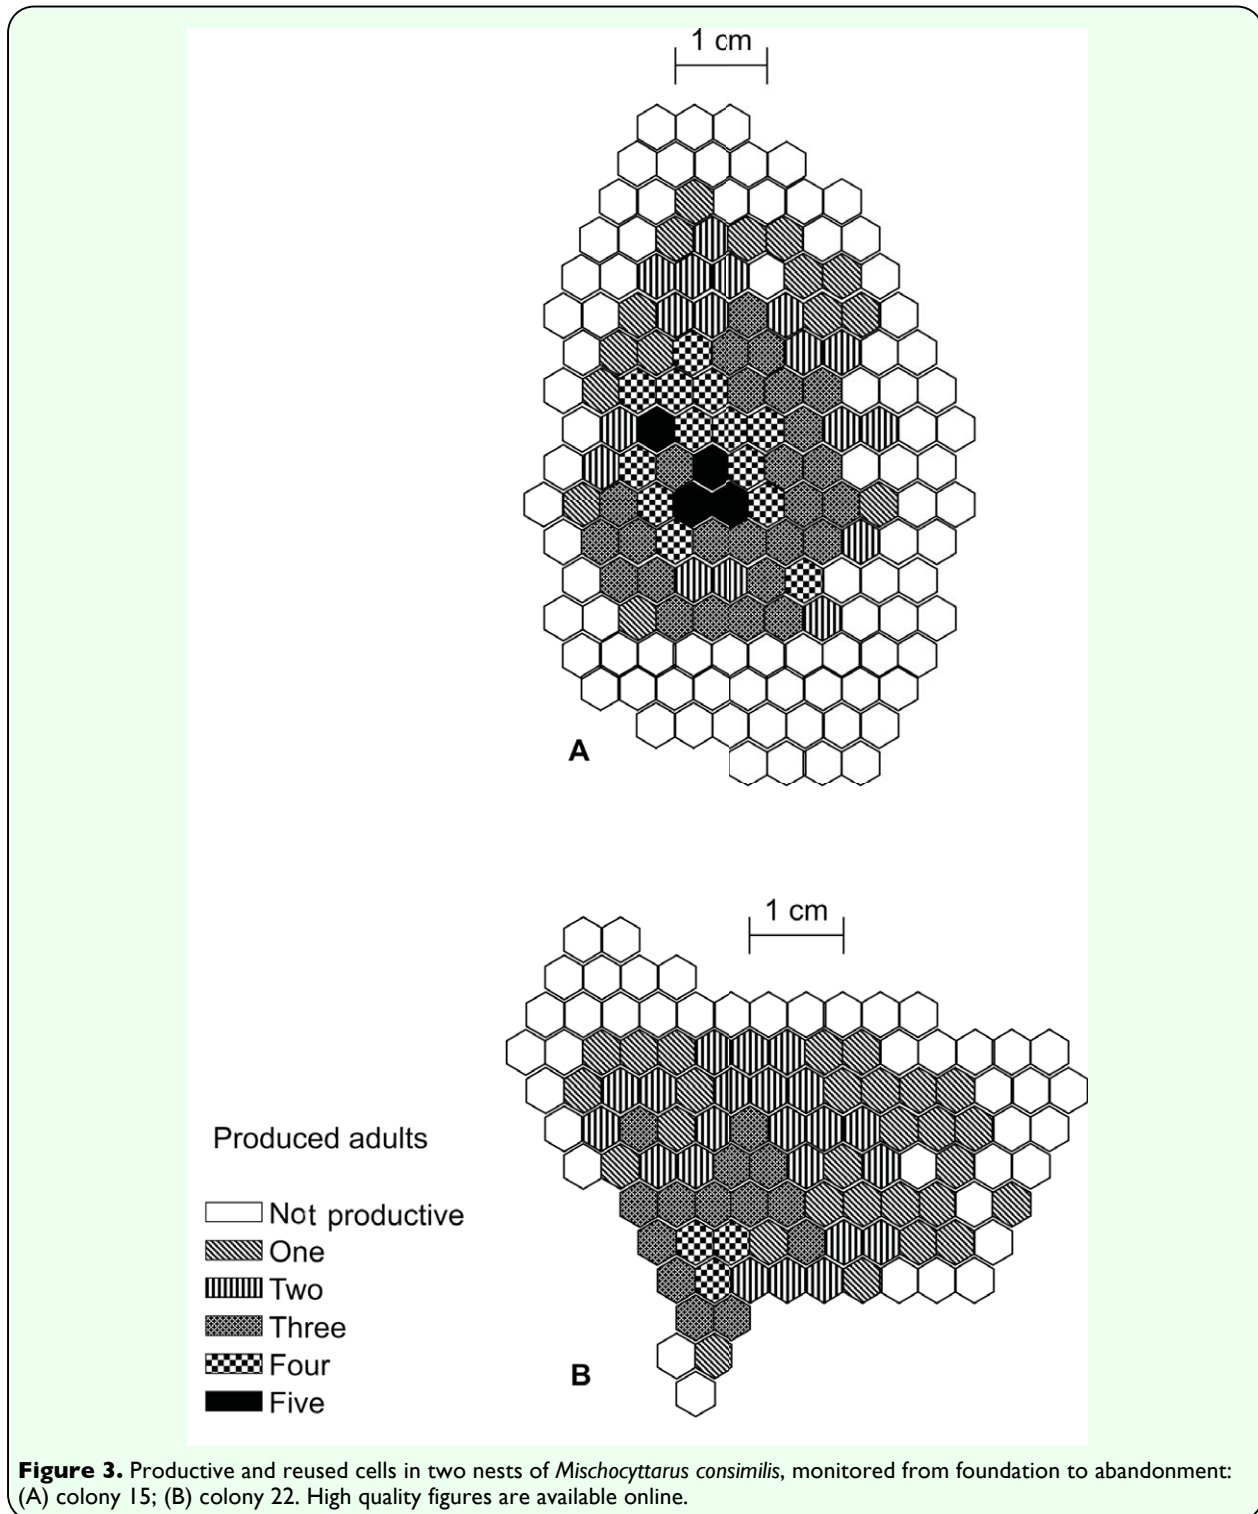 1 cm
A
1 cm
Produced adults
Not productive
One
Two
Three
Four
Five
B
Figure 3. Productive and reused cells in two nests of Mischocyttarus consimilis, monitored from foundation to abandonment:
(A) colony 15; (B) colony 22. High quality figures are available online.